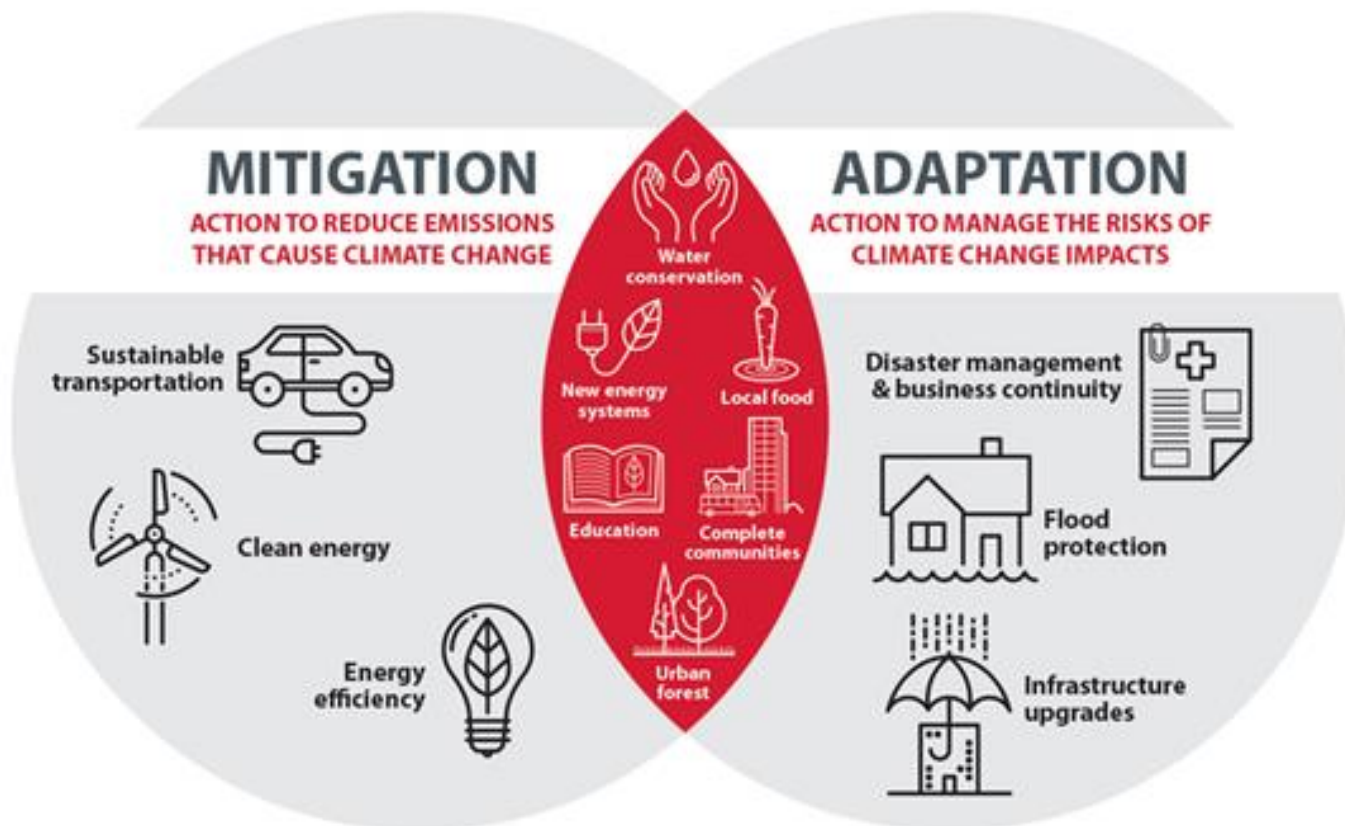 MITIGATION
ACTION TO REDUCE EMISSIONS
THAT CAUSE CLIMATE CHANGE
Sustainable
transportation
Clean energy
Energy
efficiency
Water
conservation
New energy
systems
Local food
Education
Complete
communities
Urban
forest
ADAPTATION
ACTION TO MANAGE THE RISKS OF
CLIMATE CHANGE IMPACTS
Disaster management
& business continuity
Flood
protection
Infrastructure
upgrades